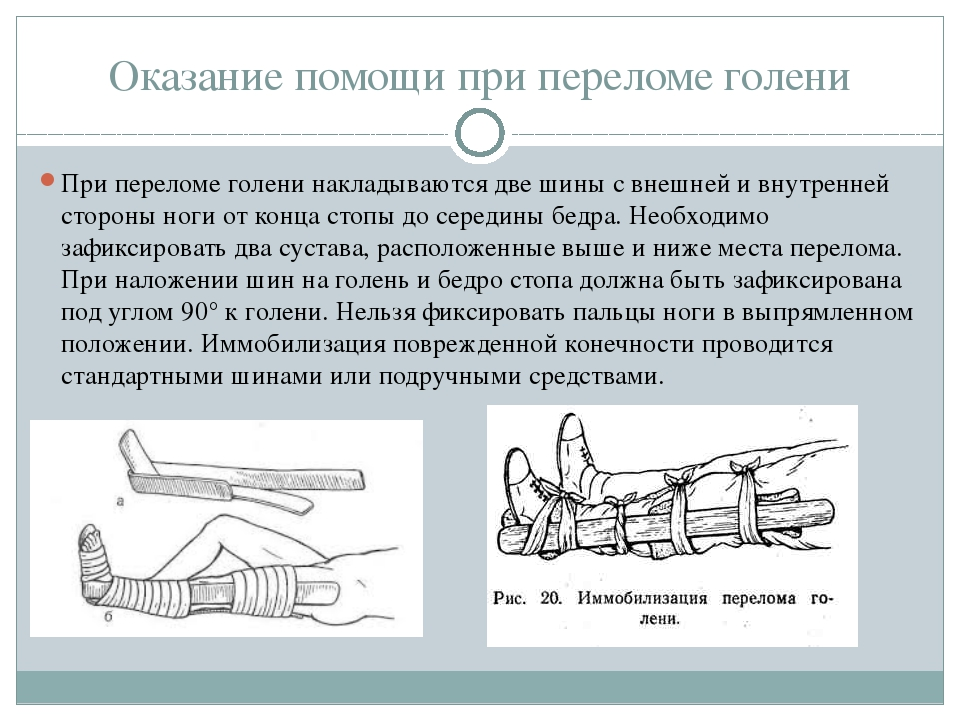 Оказание помощи при переломе голени
При переломе голени накладываются две шины с внешней и внутренней
стороны ноги от конца стопы до середины бедра. Необходимо
зафиксировать два сустава, расположенные выше и ниже места перелома.
При наложении шин на голень и бедро стопа должна быть зафиксирована
под углом 90° к голени. Нельзя фиксировать пальцы ноги в выпрямленном
положении. Иммобилизация поврежденной конечности проводится
стандартными шинами или подручными средствами.
а
б
Рис. 20. Иммобилизация перелома го-
лени.